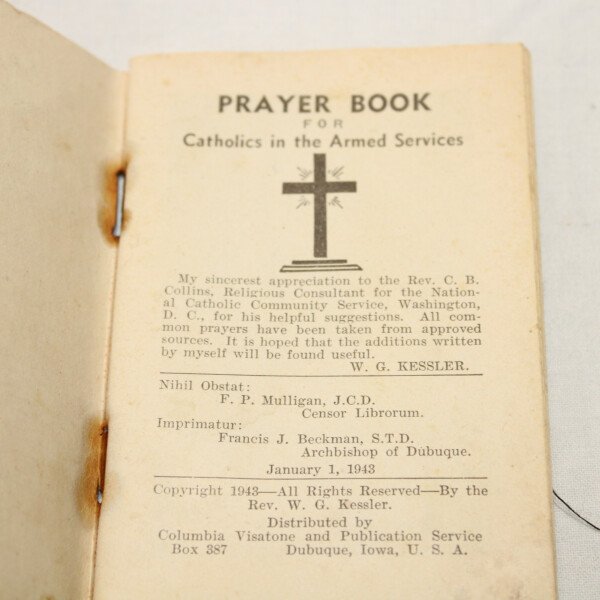 PRAYER BOOK
FOR
Catholics in the Armed Services
My sincerest appreciation to the Rev. C. B.
Collins, Religious Consultant for the Nation-
al Catholic Community Service, Washington,
D. C., for his helpful suggestions. All com-
mon prayers have been taken from approved
sources. It is hoped that the additions written
by myself will be found useful.
W. G. KESSLER.
Nihil Obstat:
F. P. Mulligan, J.C.D.
Censor Librorum.
Imprimatur:
Francis J. Beckman, S.T.D.
Archbishop of Dubuque.
January 1, 1943
Copyright 1943—All Rights Reserved—By the
Rev. W. G. Kessler.
Distributed by
Columbia Visatone and Publication Service
Box 387 Dubuque, Iowa, U. S. A.